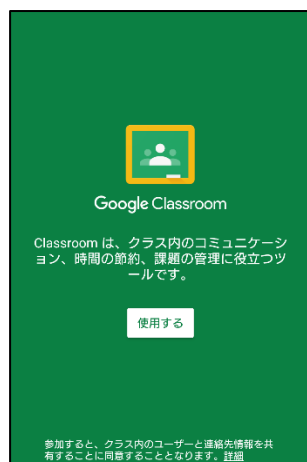 Google Classroom
Classroom は、クラス内のコミュニケーシ
ョン、時間の節約、課題の管理に役立つツ
ールです。
使用する
参加すると、クラス内のユーザーと連絡先情報を共
有することに同意することとなります。詳細